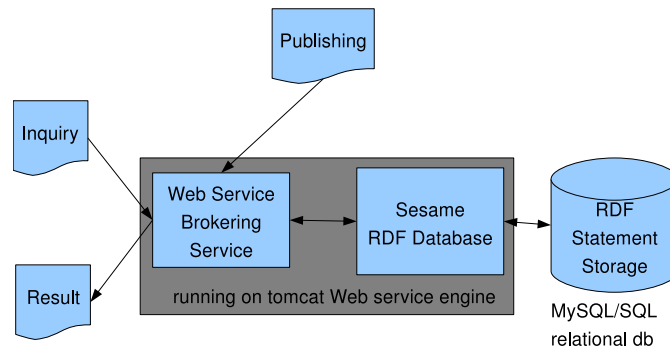 Publishing
Inquiry
Web Service
Brokering
Service
Sesame
RDF Database
RDF
Statement
Storage
Result
running on tomcat Web service engine
MySQL/SQL
relational db